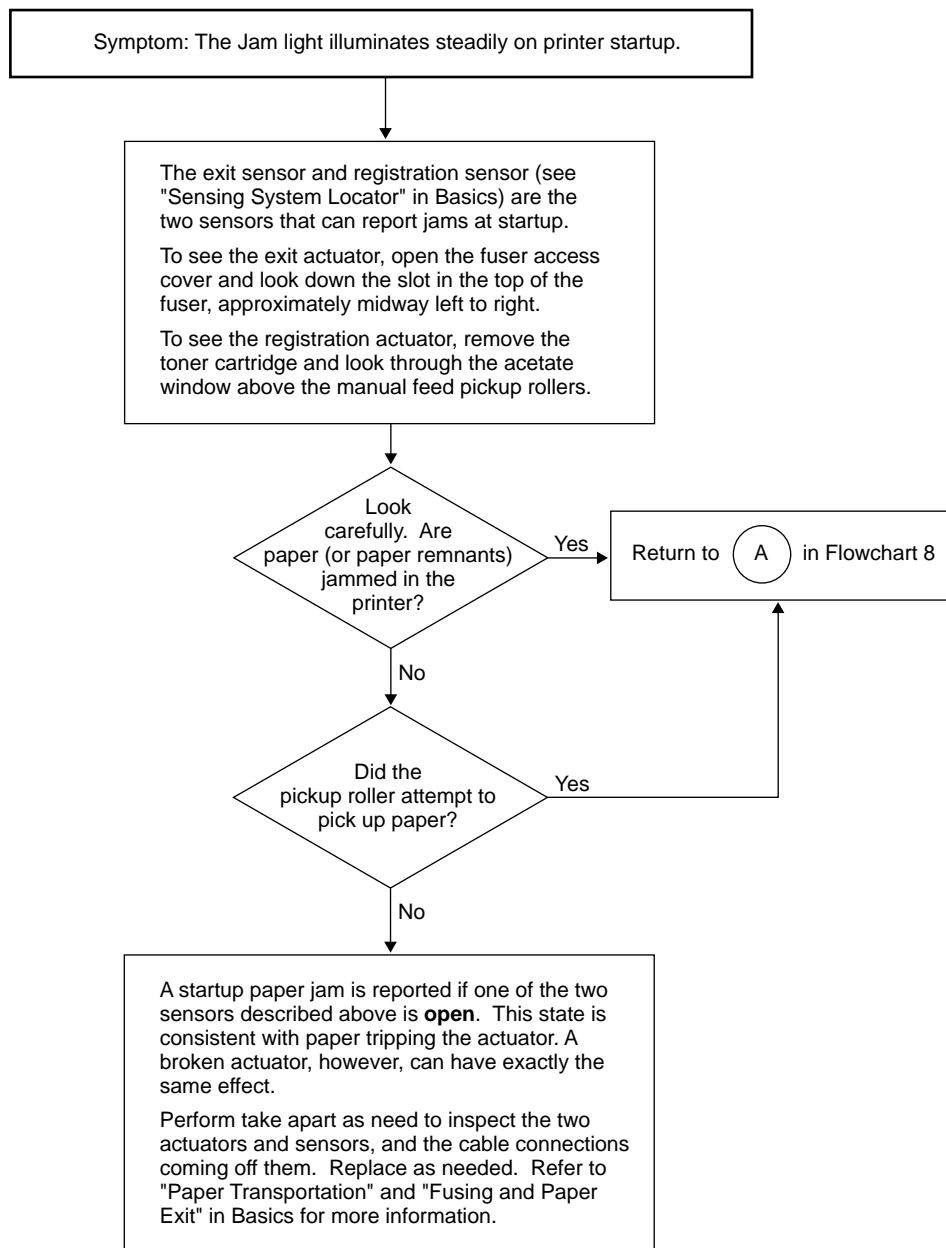 Symptom: The Jam light illuminates steadily on printer startup.
The exit sensor and registration sensor (see
"Sensing System Locator" in Basics) are the
two sensors that can report jams at startup.
To see the exit actuator, open the fuser access
cover and look down the slot in the top of the
fuser, approximately midway left to right.
To see the registration actuator, remove the
toner cartridge and look through the acetate
window above the manual feed pickup rollers.
Look
carefully.  Are
paper (or paper remnants)
jammed in the
printer?
Yes
Return to A in Flowchart 8
No
Did the
pickup roller attempt to
pick up paper?
Yes
No
A startup paper jam is reported if one of the two
sensors described above is open.  This state is
consistent with paper tripping the actuator. A
broken actuator, however, can have exactly the
same effect.
Perform take apart as need to inspect the two
actuators and sensors, and the cable connections
coming off them.  Replace as needed.  Refer to
"Paper Transportation" and "Fusing and Paper
Exit" in Basics for more information.